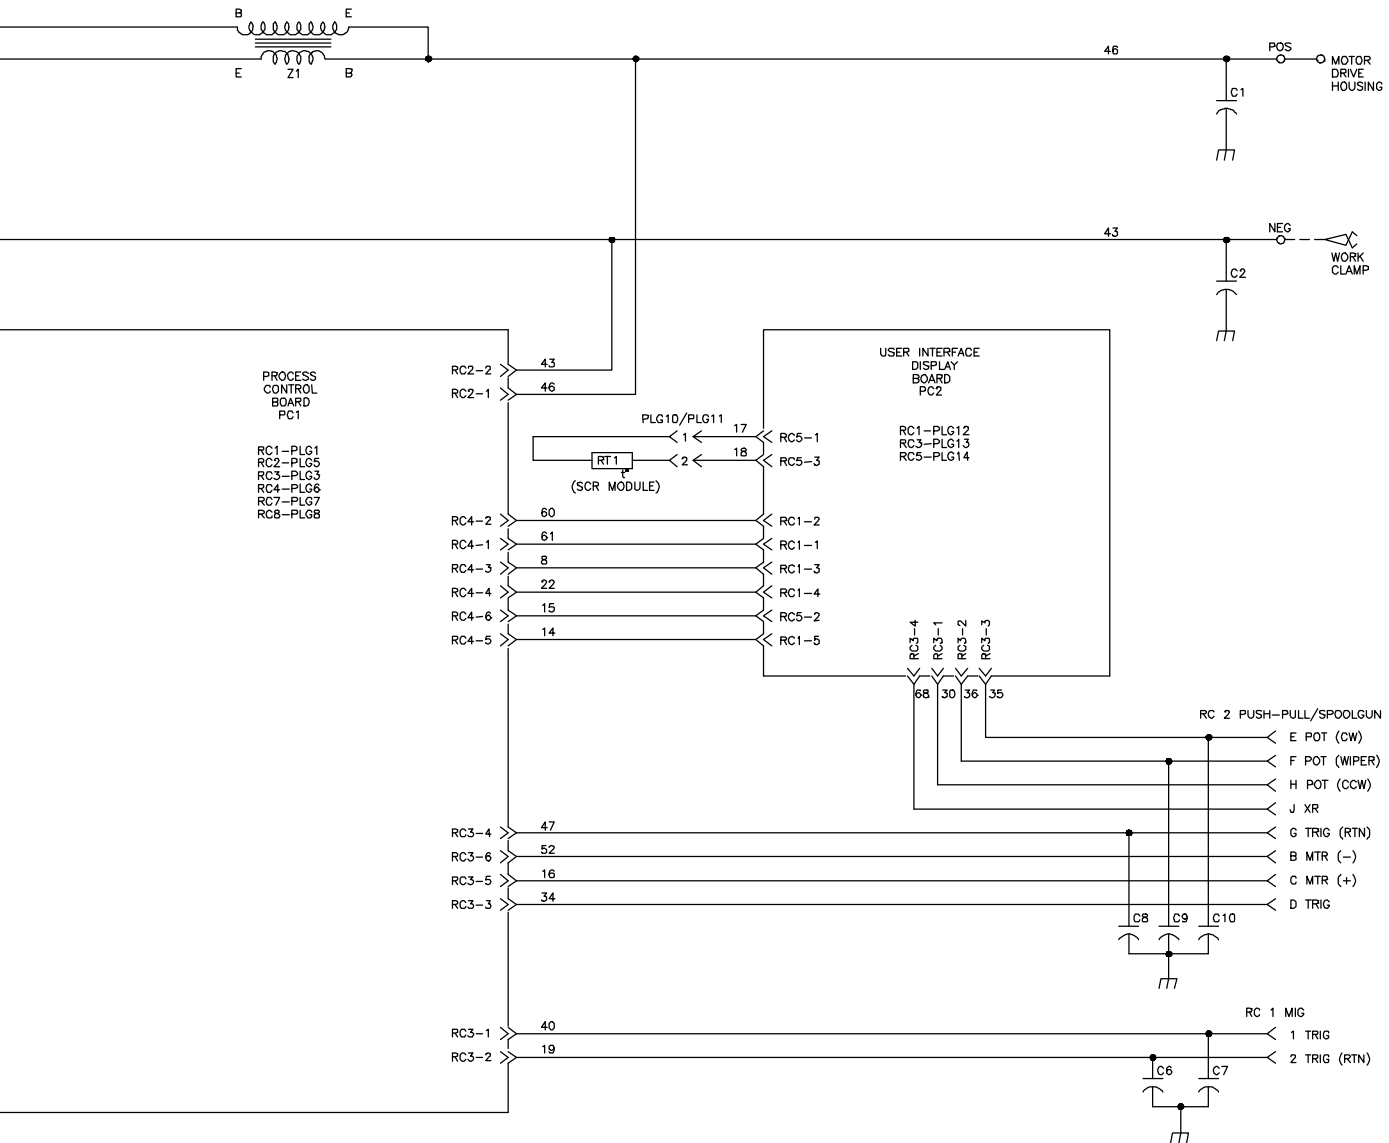 B E
E Z1 B
46
POS
MOTOR
DRIVE
HOUSING
C1
43
NEG
WORK
CLAMP
C2
PROCESS
CONTROL
BOARD
PC1
RC1-PLG1
RC2-PLG5
RC3-PLG3
RC4-PLG6
RC7-PLG7
RC8-PLG8
RC2-2 43
RC2-1 46
USER INTERFACE
DISPLAY
BOARD
PC2
RC1-PLG12
RC3-PLG13
RC5-PLG14
PLG10/PLG11
1 17 RC5-1
RT1 2 18 RC5-3
t°
(SCR MODULE)
RC4-2 60 RC1-2
RC4-1 61 RC1-1
RC4-3 8 RC1-3
RC4-4 22 RC1-4
RC4-6 15 RC5-2
RC4-5 14 RC1-5
RC3-4
RC3-1
RC3-2
RC3-3
68 30 36 35
RC 2 PUSH-PULL/SPOOLGUN
E POT (CW)
F POT (WIPER)
H POT (CCW)
J XR
RC3-4 47 G TRIG (RTN)
RC3-6 52 B MTR (-)
RC3-5 16 C MTR (+)
RC3-3 34 D TRIG
C8 C9 C10
RC 1 MIG
RC3-1 40 1 TRIG
RC3-2 19 2 TRIG (RTN)
C6 C7